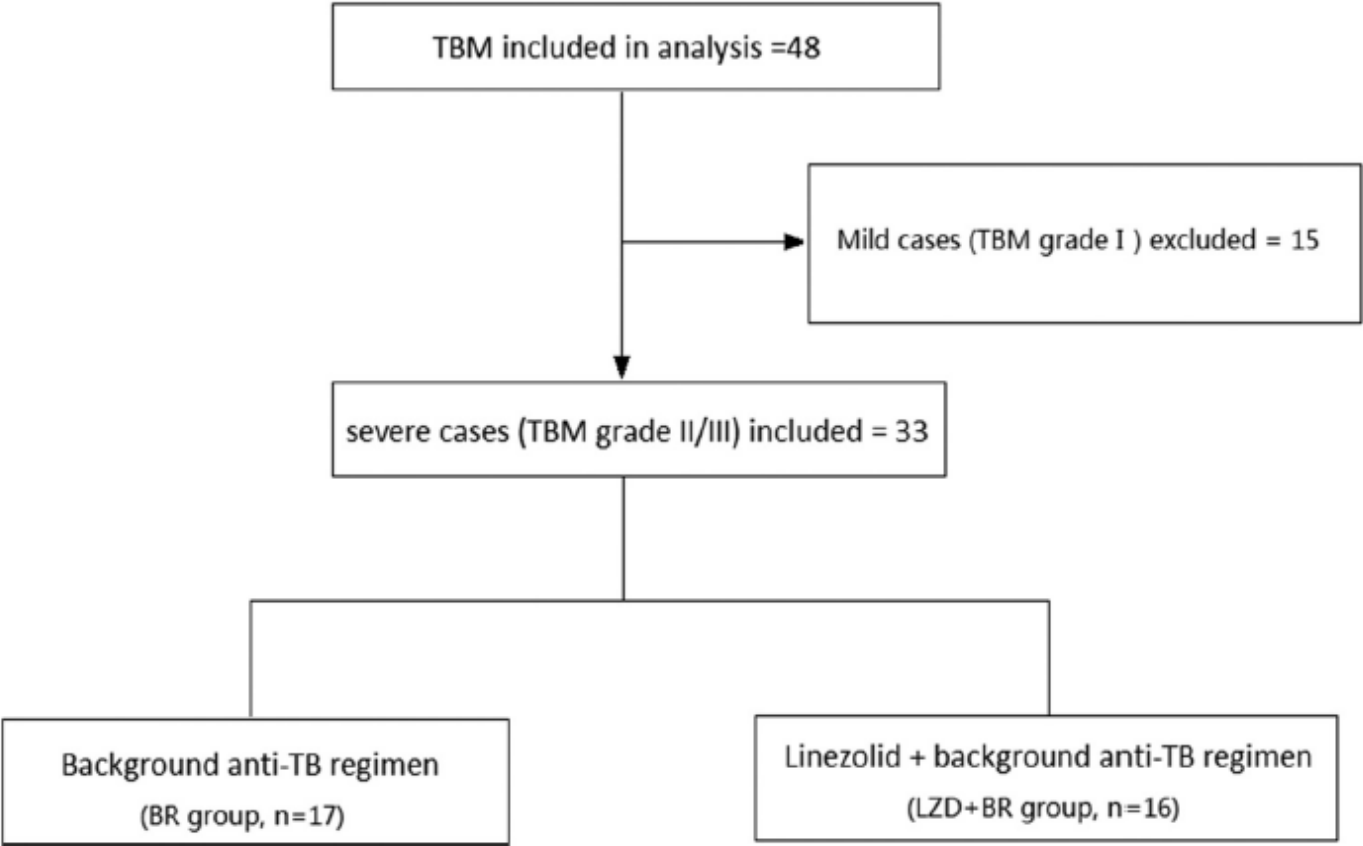 TBM included in analysis =48
Mild cases (TBM grade I ) excluded = 15
severe cases (TBM grade II/III) included = 33
Background anti-TB regimen
(BR group, n=17)
Linezolid + background anti-TB regimen
(LZD+BR group, n=16)